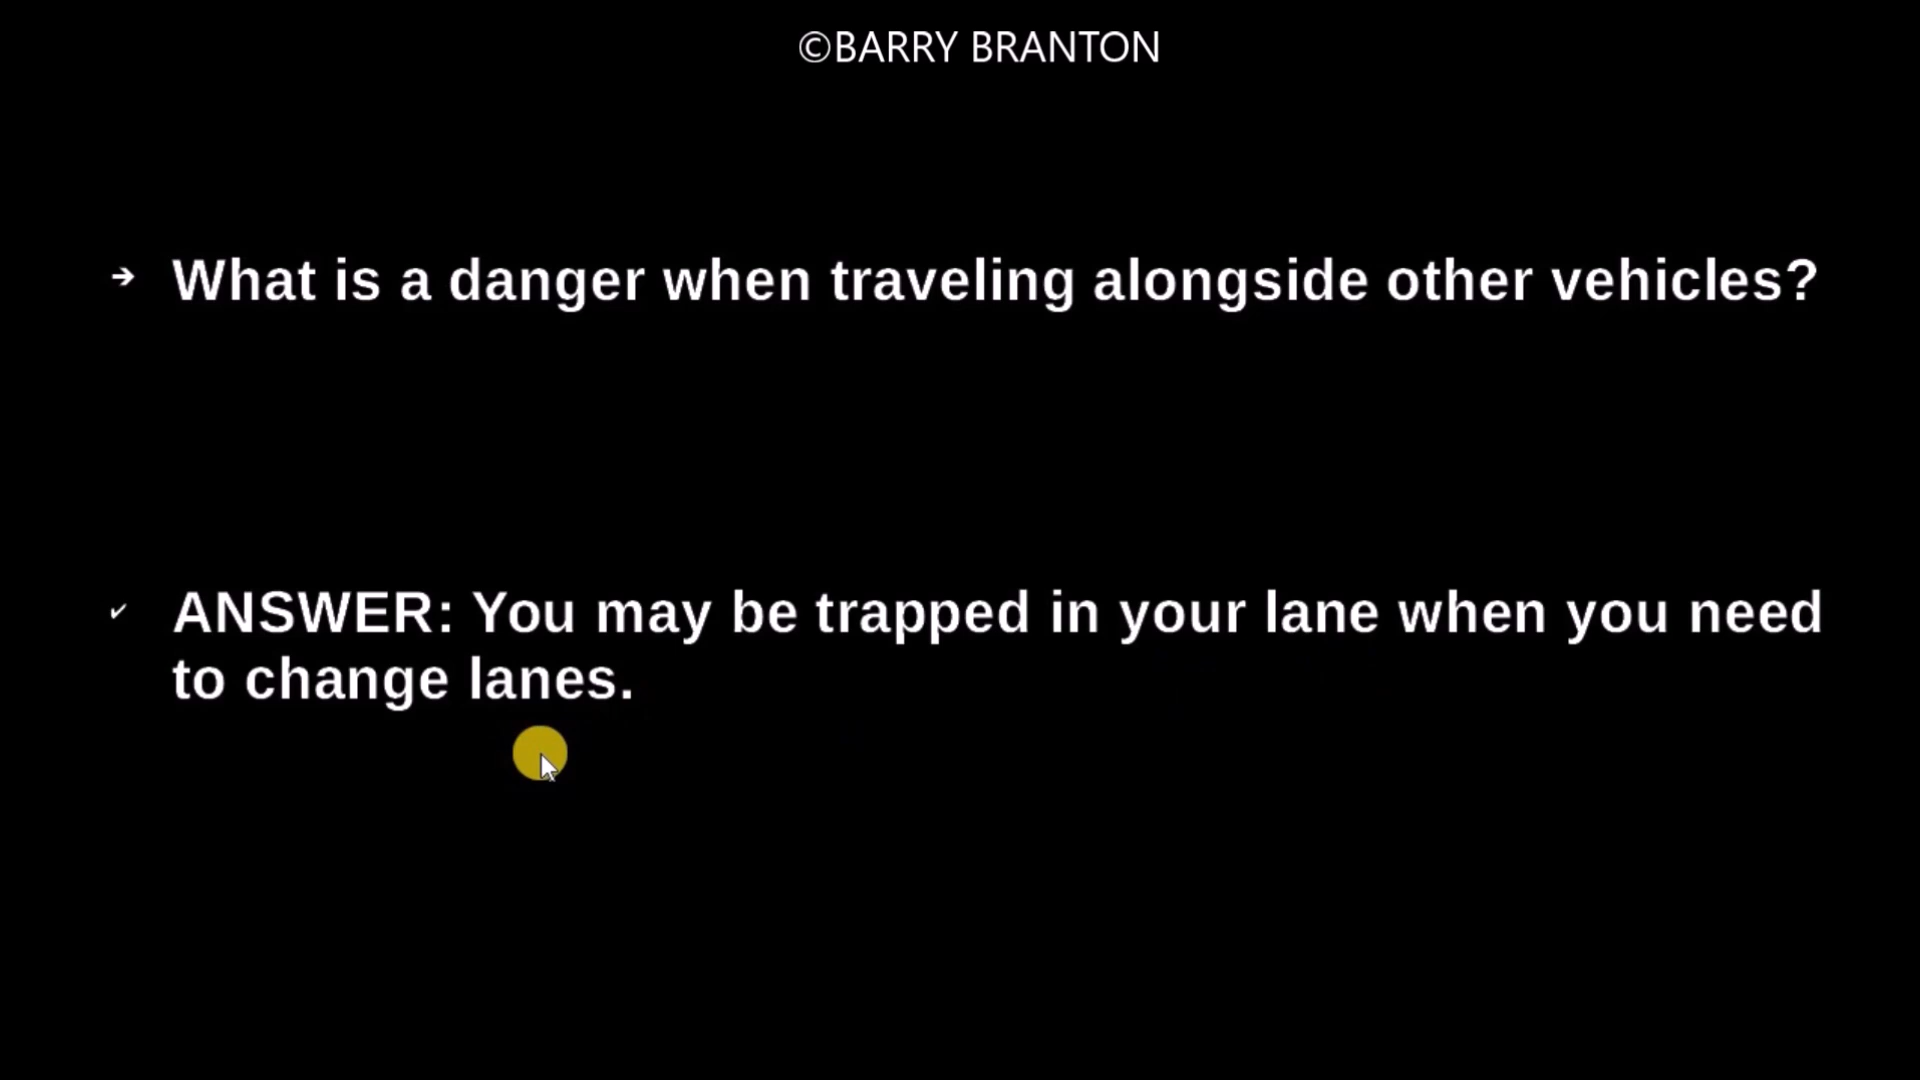 ©BARRY BRANTON
➔ What is a danger when traveling alongside other vehicles?
✓ ANSWER: You may be trapped in your lane when you need
to change lanes.